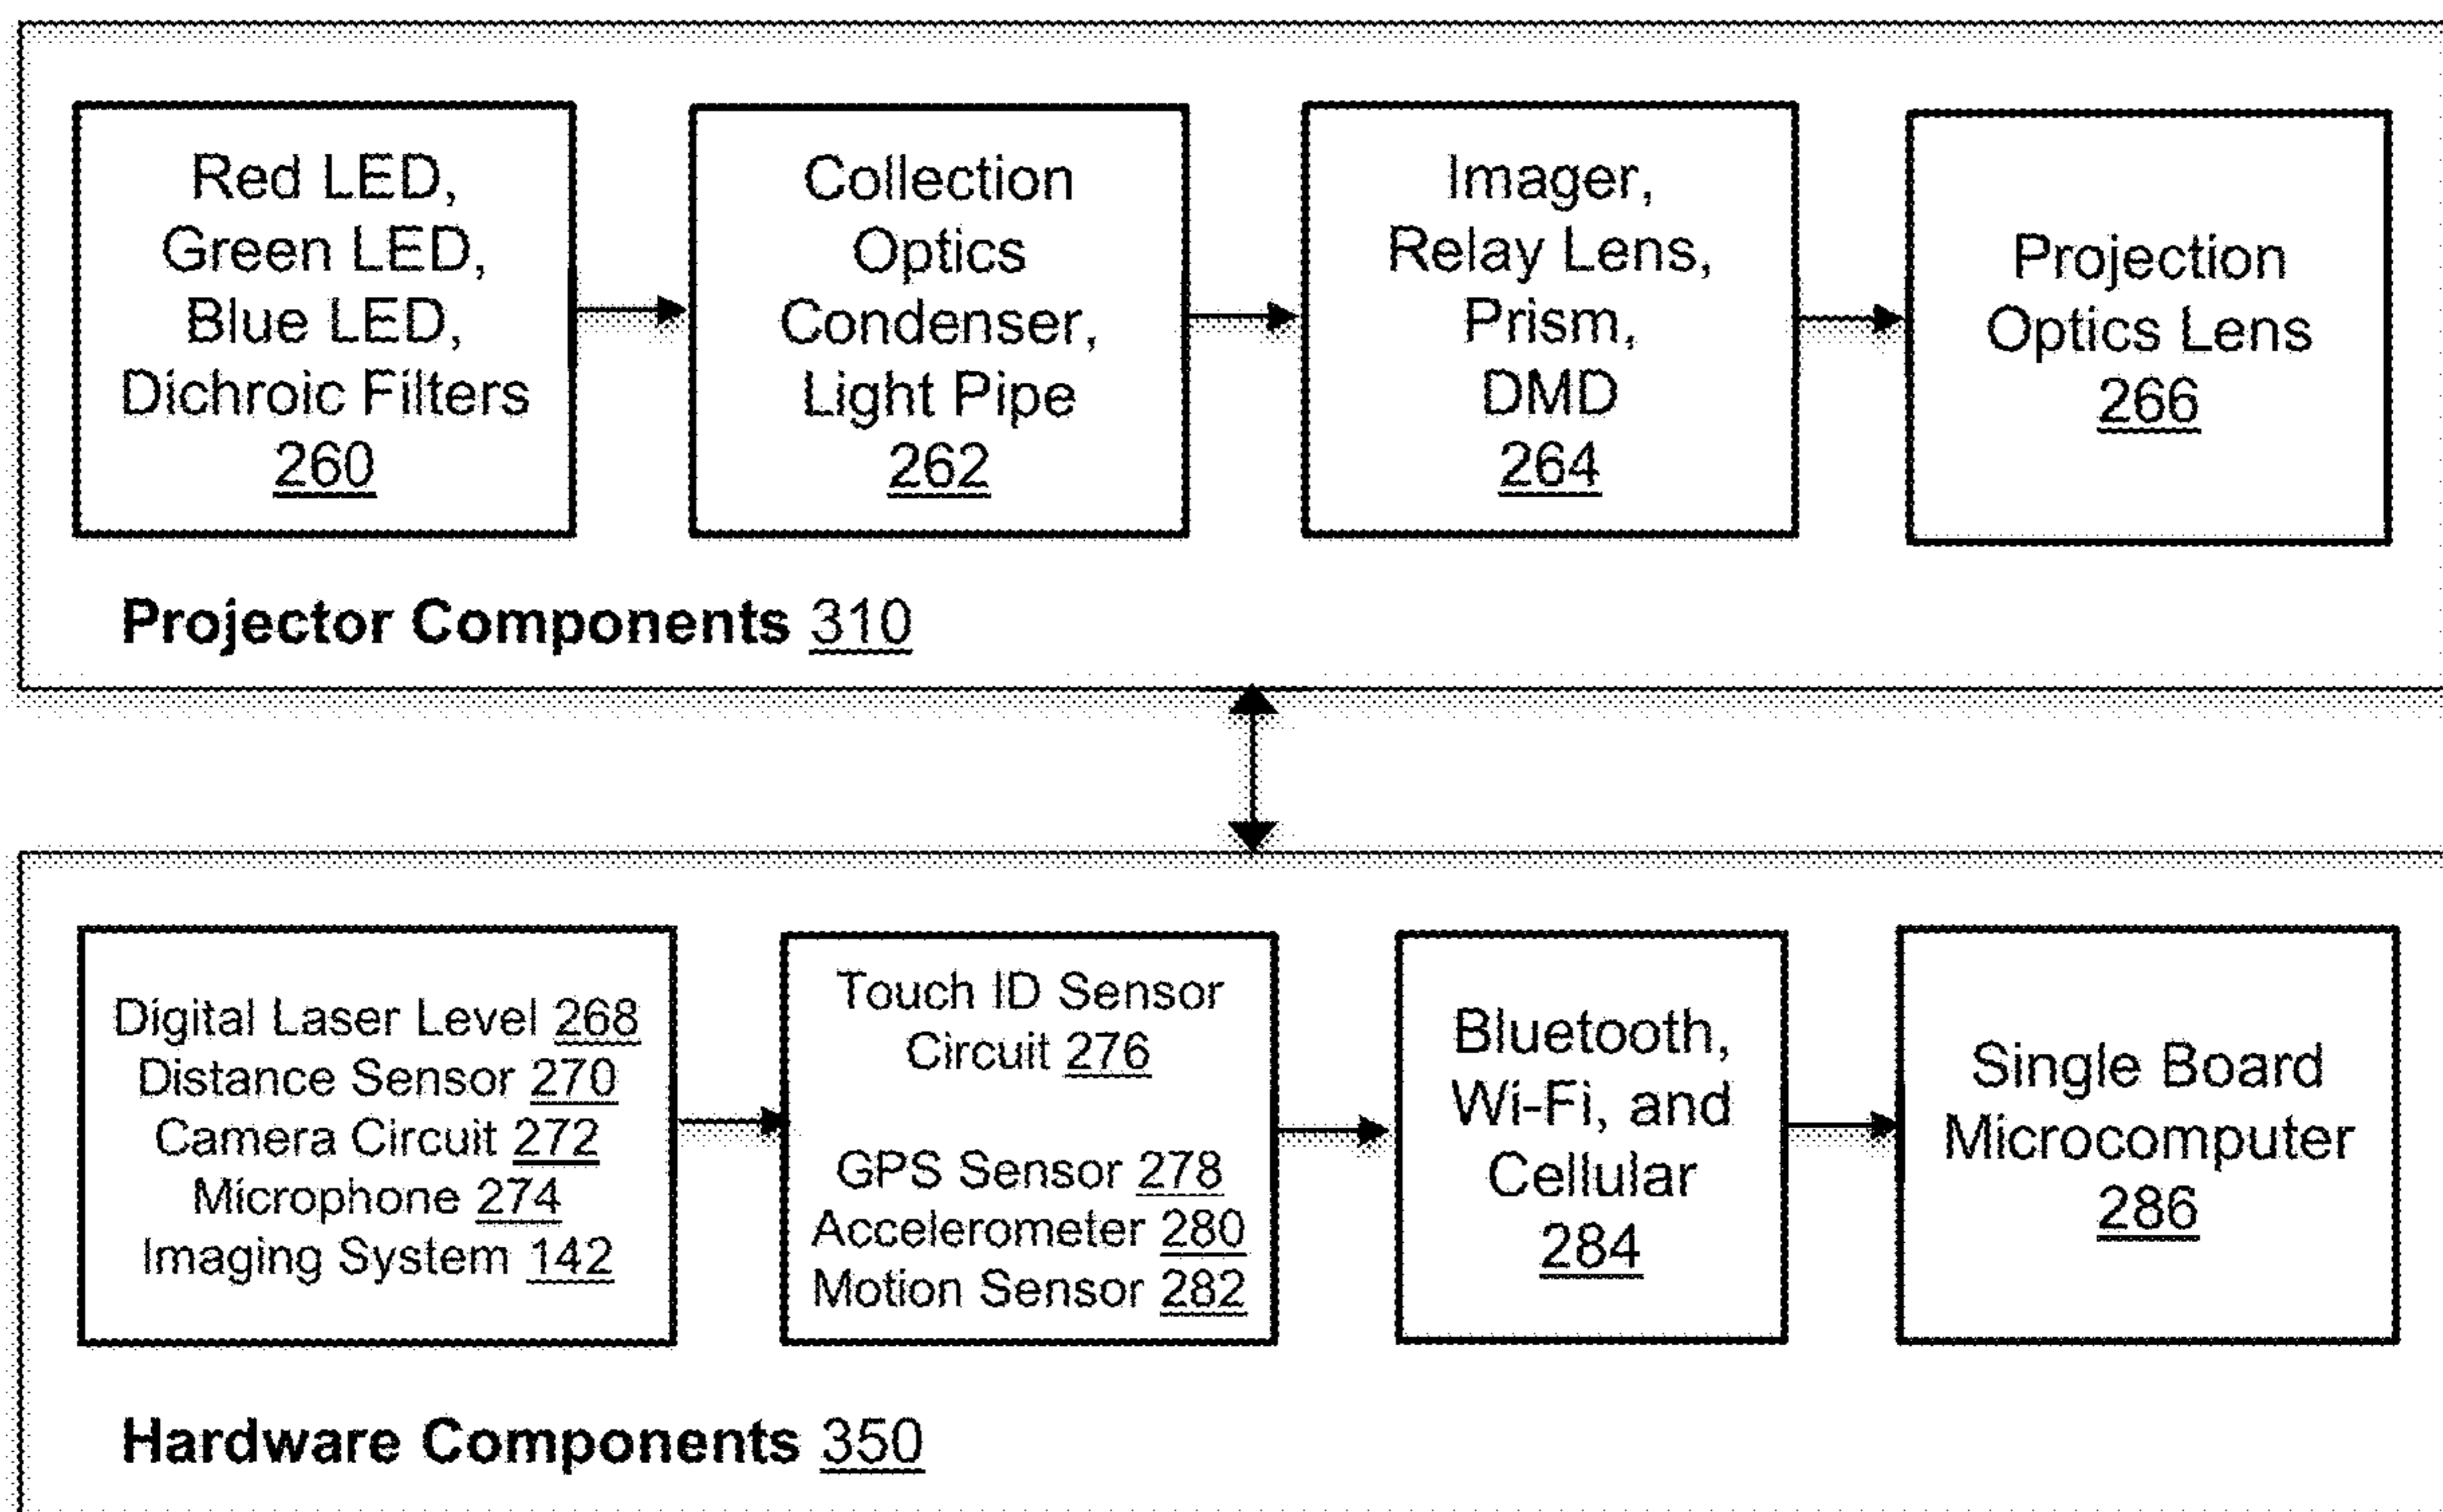 Red LED,
Green LED,
Blue LED,
Dichroic Filters
260
Collection
Optics
Condenser,
Light Pipe
262
Imager,
Relay Lens,
Prism,
DMD
264
Projection
Optics Lens
266
Projector Components 310
Digital Laser Level 268
Distance Sensor 270
Camera Circuit 272
Microphone 274
Imaging System 142
Touch ID Sensor
Circuit 276
GPS Sensor 278
Accelerometer 280
Motion Sensor 282
Bluetooth,
Wi-Fi, and
Cellular
284
Single Board
Microcomputer
286
Hardware Components 350